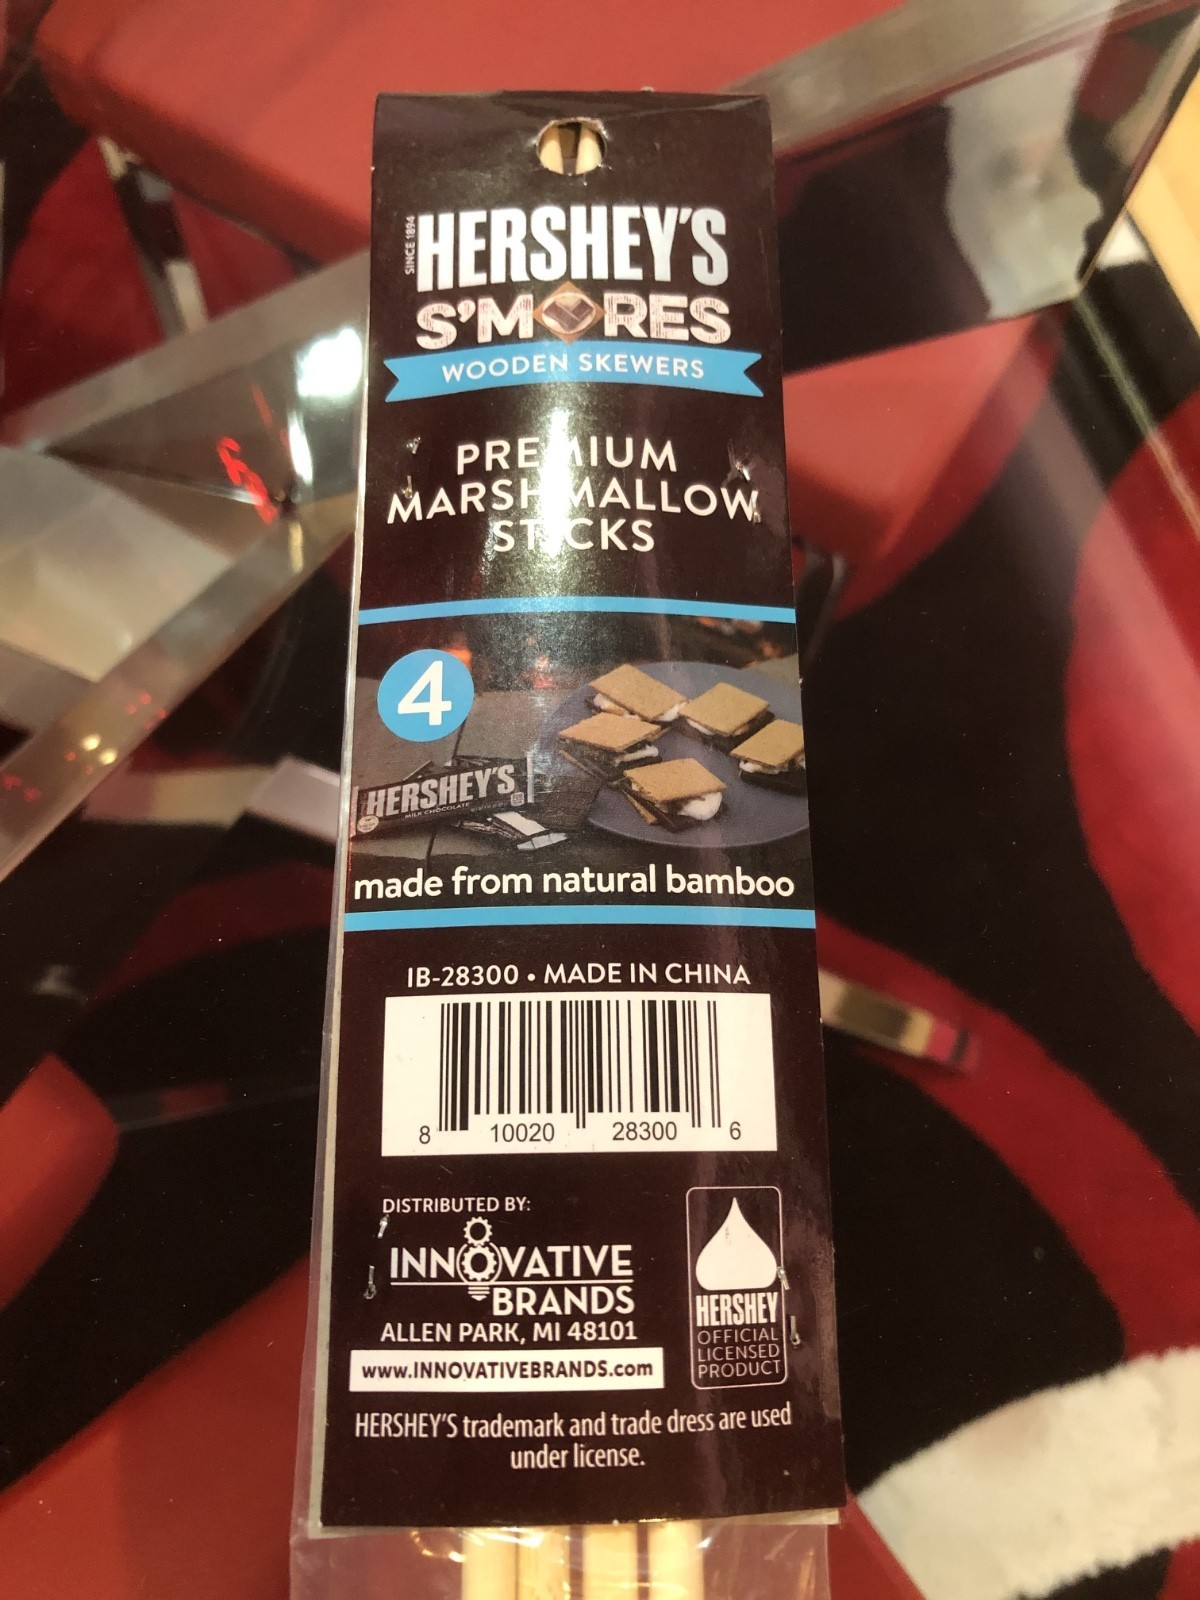 SINCE 1894
HERSHEY'S
S'MORES
WOODEN SKEWERS
PREMIUM
MARSHMALLOW
STICKS
4
HERSHEY'S
MILK CHOCOLATE
made from natural bamboo
IB-28300 • MADE IN CHINA
8 10020 28300 6
DISTRIBUTED BY:
INNOVATIVE
BRANDS
ALLEN PARK, MI 48101
www.INNOVATIVEBRANDS.com
HERSHEY
OFFICIAL
LICENSED
PRODUCT
HERSHEY'S trademark and trade dress are used
under license.